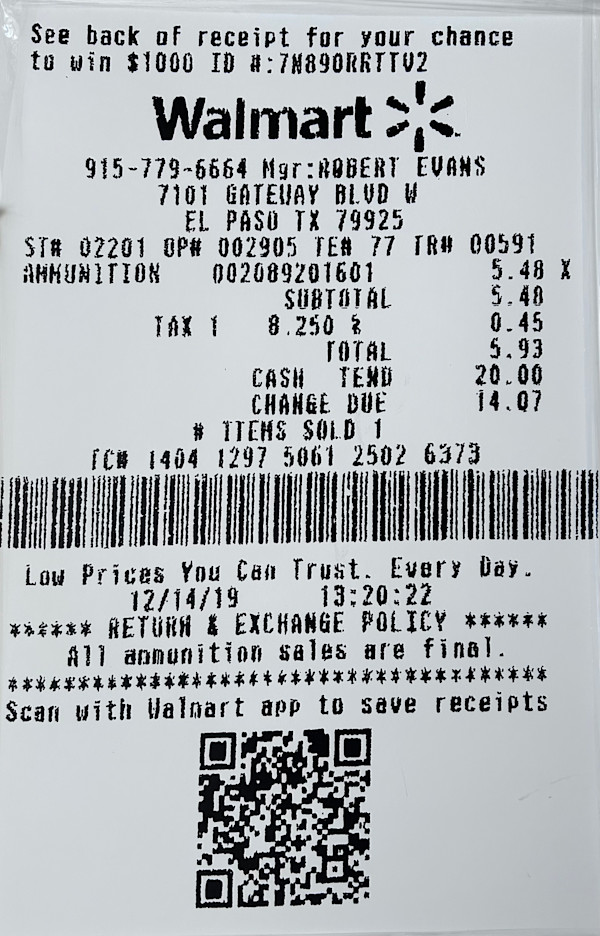 See back of receipt for your chance
to win $1000 ID #:7N890RRTTV2
Walmart
915-779-6664 Mgr:ROBERT EVANS
7101 GATEWAY BLVD W
EL PASO TX 79925
ST# 02201 OP# 002905 TE# 77 TR# 00591
AMMUNITION 002089201601 5.48 X
SUBTOTAL 5.48
TAX 1 8.250 % 0.45
TOTAL 5.93
CASH TEND 20.00
CHANGE DUE 14.07
# ITEMS SOLD 1
TC# 1404 1297 5061 2502 6373
Low Prices You Can Trust. Every Day.
12/14/19 13:20:22
****** RETURN & EXCHANGE POLICY ******
All ammunition sales are final.
**************************************
Scan with Walmart app to save receipts